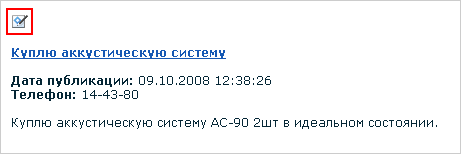 Куплю аккустическую систему
Дата публикации: 09.10.2008 12:38:26
Телефон: 14-43-80
Куплю аккустическую систему АС-90 2шт в идеальном состоянии.